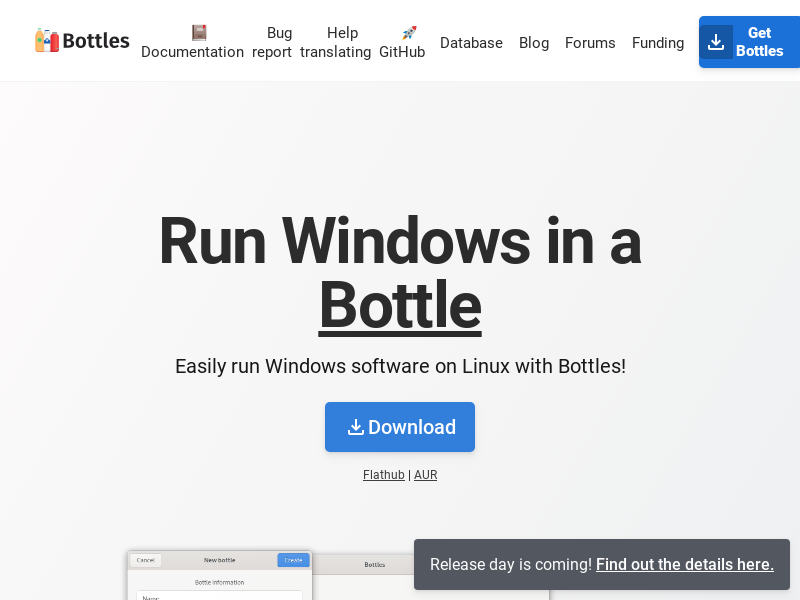 Bottles
📕 Documentation
Bug report
Help translating
🚀 GitHub
Database
Blog
Forums
Funding
Get Bottles
Run Windows in a
Bottle
Easily run Windows software on Linux with Bottles!
Download
Flathub | AUR
Cancel
New bottle
Create
Bottles
Bottle information
Name
Release day is coming! Find out the details here.